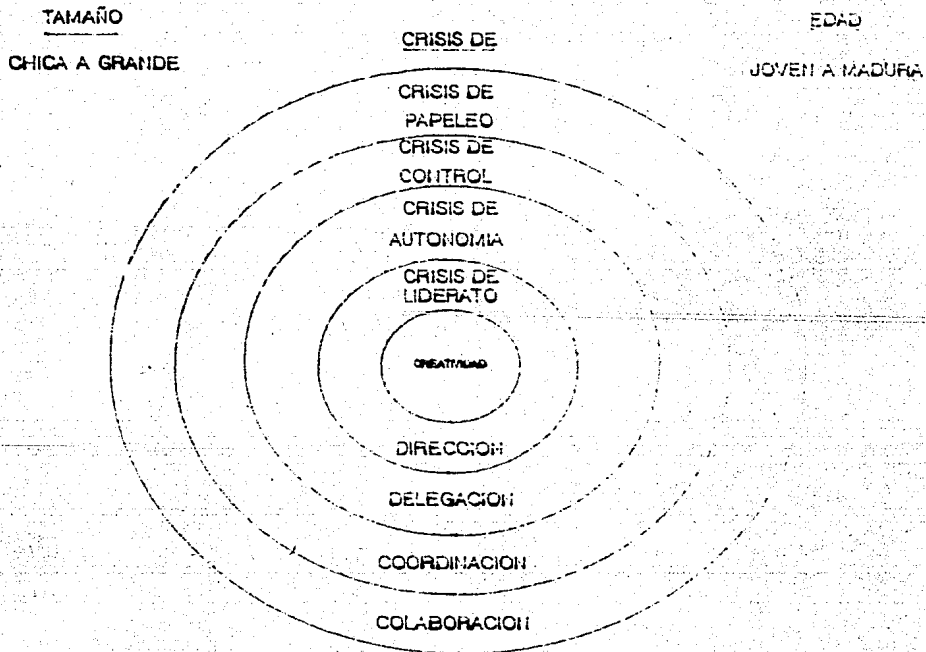 TAMAÑO
CHICA A GRANDE
EDAD
JOVEN A MADURA
CRISIS DE
CRISIS DE
PAPELEO
CRISIS DE
CONTROL
CRISIS DE
AUTONOMIA
CRISIS DE
LIDERATO
CREATIVIDAD
DIRECCION
DELEGACION
COORDINACION
COLABORACION